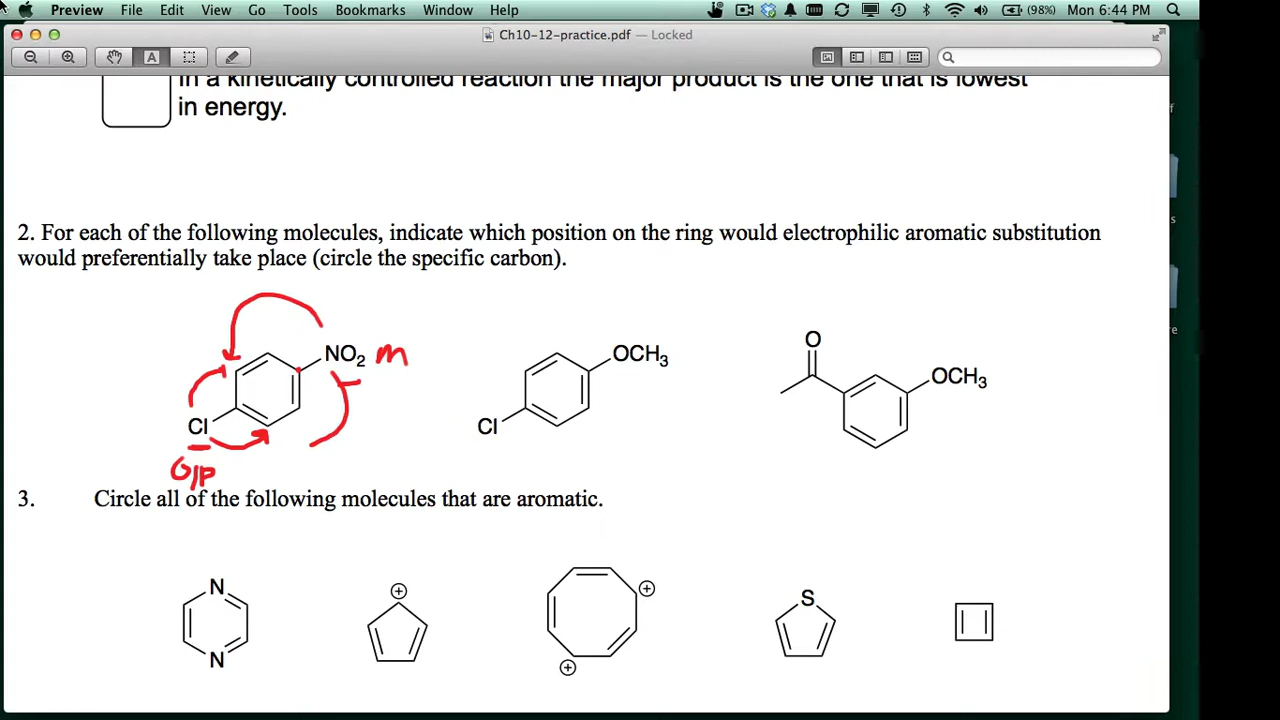 Preview File Edit View Go Tools Bookmarks Window Help (98%) Mon 6:44 PM
Ch10-12-practice.pdf — Locked
In a kinetically controlled reaction the major product is the one that is lowest
in energy.
2. For each of the following molecules, indicate which position on the ring would electrophilic aromatic substitution
would preferentially take place (circle the specific carbon).
NO2 m
Cl
O/P
OCH3
Cl
O
OCH3
3. Circle all of the following molecules that are aromatic.
N
N
+
+
+
S